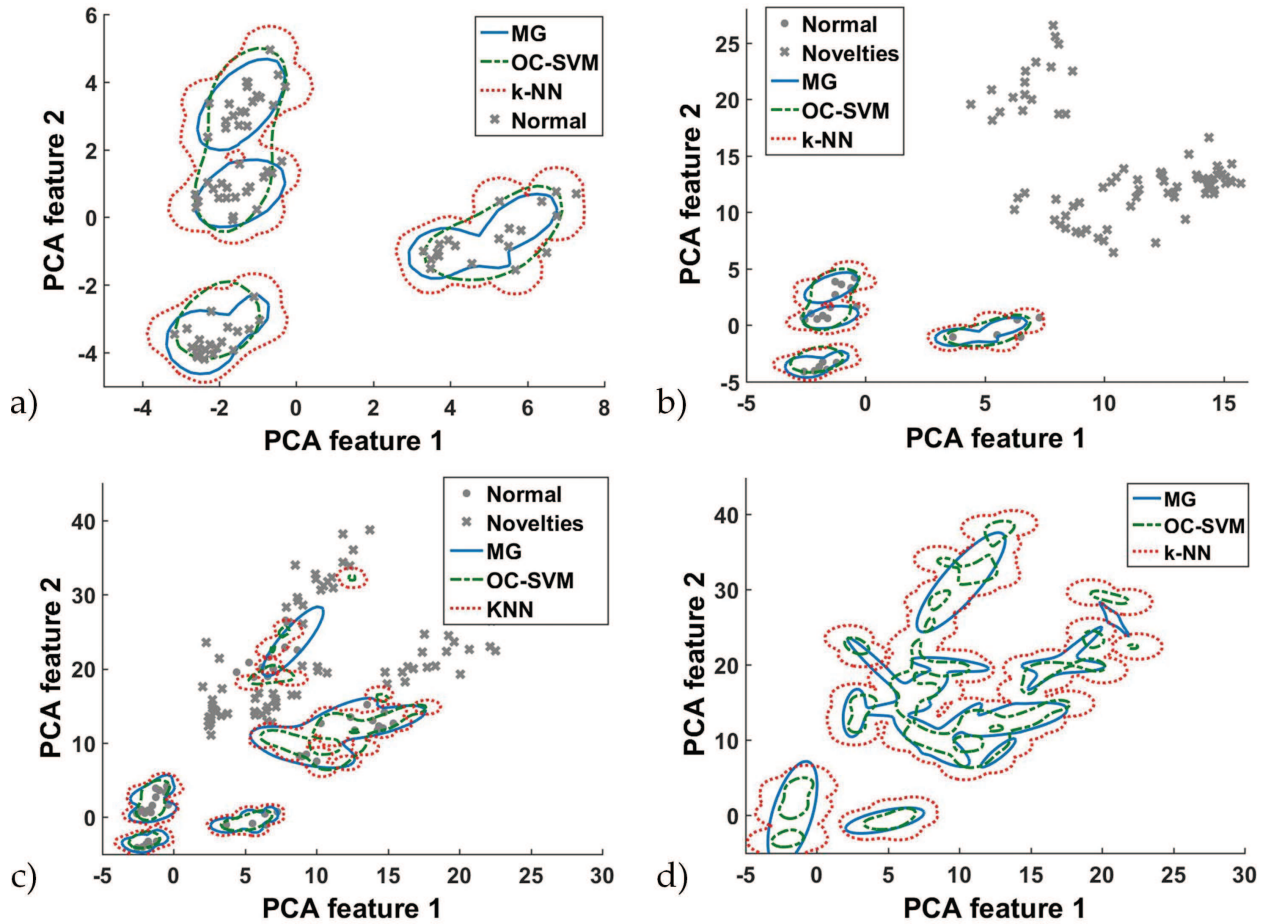 6
4
2
0
-2
-4
-4
-2
0
2
4
6
8
PCA feature 2
PCA feature 1
MG
OC-SVM
k-NN
Normal
a)
25
20
15
10
5
0
-5
-5
0
5
10
15
PCA feature 2
PCA feature 1
Normal
Novelties
MG
OC-SVM
k-NN
b)
40
30
20
10
0
-5
0
5
10
15
20
25
30
PCA feature 2
PCA feature 1
Normal
Novelties
MG
OC-SVM
KNN
c)
40
30
20
10
0
-5
0
5
10
15
20
25
30
PCA feature 2
PCA feature 1
MG
OC-SVM
k-NN
d)